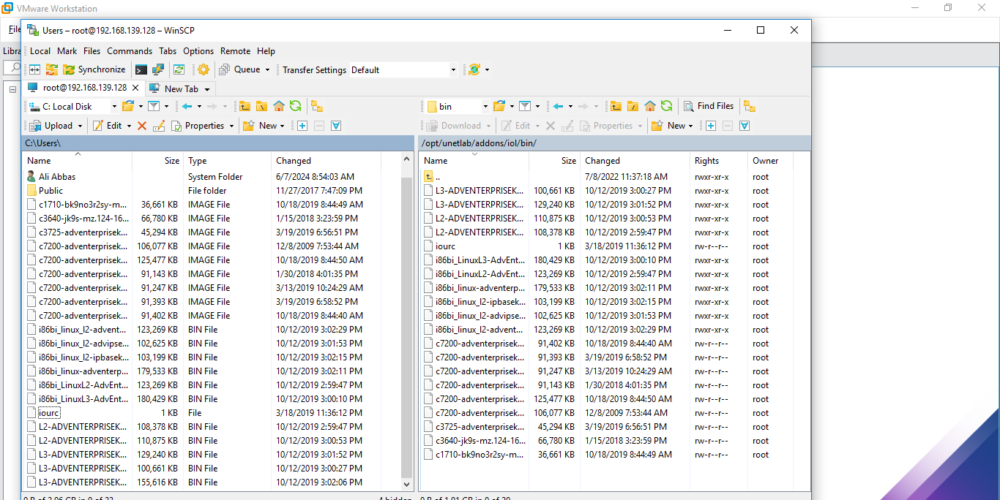 VMware Workstation
File
Users – root@192.168.139.128 – WinSCP
Libra
Local Mark Files Commands Tabs Options Remote Help
Synchronize Queue Transfer Settings Default
root@192.168.139.128 New Tab
C: Local Disk bin Find Files
Upload Edit Properties New Download Edit Properties New
C:\Users\ /opt/unetlab/addons/iol/bin/
Name Size Type Changed Name Size Changed Rights Owner
Ali Abbas System Folder 6/7/2024 8:54:03 AM .. 7/8/2022 11:37:18 AM rwxr-xr-x root
Public File folder 11/27/2017 7:47:09 PM L3-ADVENTERPRISEK... 100,661 KB 10/12/2019 3:00:27 PM rwxr-xr-x root
c1710-bk9no3r2sy-m... 36,661 KB IMAGE File 10/18/2019 8:44:49 AM L3-ADVENTERPRISEK... 129,240 KB 10/12/2019 3:01:52 PM rwxr-xr-x root
c3640-jk9s-mz.124-16... 66,780 KB IMAGE File 1/15/2018 3:23:59 PM L2-ADVENTERPRISEK... 110,875 KB 10/12/2019 3:00:53 PM rwxr-xr-x root
c3725-adventerprisek... 45,294 KB IMAGE File 3/19/2019 6:56:51 PM L2-ADVENTERPRISEK... 108,378 KB 10/12/2019 2:59:47 PM rwxr-xr-x root
c7200-adventerprisek... 106,077 KB IMAGE File 12/8/2009 7:53:44 AM iourc 1 KB 3/18/2019 11:36:12 PM rw-r--r-- root
c7200-adventerprisek... 125,477 KB IMAGE File 10/18/2019 8:44:50 AM i86bi_LinuxL3-AdvEnt... 180,429 KB 10/12/2019 3:00:10 PM rwxr-xr-x root
c7200-adventerprisek... 91,143 KB IMAGE File 1/30/2018 4:01:35 PM i86bi_LinuxL2-AdvEnt... 123,269 KB 10/12/2019 2:59:47 PM rwxr-xr-x root
c7200-adventerprisek... 91,247 KB IMAGE File 3/13/2019 10:24:29 AM i86bi_linux-adventerp... 179,533 KB 10/12/2019 3:02:11 PM rwxr-xr-x root
c7200-adventerprisek... 91,393 KB IMAGE File 3/19/2019 6:58:52 PM i86bi_linux_l2-ipbasek... 103,199 KB 10/12/2019 3:02:15 PM rwxr-xr-x root
c7200-adventerprisek... 91,402 KB IMAGE File 10/18/2019 8:44:40 AM i86bi_linux_l2-advipse... 102,625 KB 10/12/2019 3:01:53 PM rwxr-xr-x root
i86bi_linux_l2-advent... 123,269 KB BIN File 10/12/2019 3:02:29 PM i86bi_linux_l2-advent... 123,269 KB 10/12/2019 3:02:29 PM rwxr-xr-x root
i86bi_linux_l2-advipse... 102,625 KB BIN File 10/12/2019 3:01:53 PM c7200-adventerprisek... 91,402 KB 10/18/2019 8:44:40 AM rw-r--r-- root
i86bi_linux_l2-ipbasek... 103,199 KB BIN File 10/12/2019 3:02:15 PM c7200-adventerprisek... 91,393 KB 3/19/2019 6:58:52 PM rw-r--r-- root
i86bi_linux-adventerp... 179,533 KB BIN File 10/12/2019 3:02:11 PM c7200-adventerprisek... 91,247 KB 3/13/2019 10:24:29 AM rw-r--r-- root
i86bi_LinuxL2-AdvEnt... 123,269 KB BIN File 10/12/2019 2:59:47 PM c7200-adventerprisek... 91,143 KB 1/30/2018 4:01:35 PM rw-r--r-- root
i86bi_LinuxL3-AdvEnt... 180,429 KB BIN File 10/12/2019 3:00:10 PM c7200-adventerprisek... 125,477 KB 10/18/2019 8:44:50 AM rw-r--r-- root
iourc 1 KB File 3/18/2019 11:36:12 PM c7200-adventerprisek... 106,077 KB 12/8/2009 7:53:44 AM rw-r--r-- root
L2-ADVENTERPRISEK... 108,378 KB BIN File 10/12/2019 2:59:47 PM c3725-adventerprisek... 45,294 KB 3/19/2019 6:56:51 PM rw-r--r-- root
L2-ADVENTERPRISEK... 110,875 KB BIN File 10/12/2019 3:00:53 PM c3640-jk9s-mz.124-16... 66,780 KB 1/15/2018 3:23:59 PM rw-r--r-- root
L3-ADVENTERPRISEK... 129,240 KB BIN File 10/12/2019 3:01:52 PM c1710-bk9no3r2sy-m... 36,661 KB 10/18/2019 8:44:49 AM rw-r--r-- root
L3-ADVENTERPRISEK... 100,661 KB BIN File 10/12/2019 3:00:27 PM
L3-ADVENTERPRISEK... 155,616 KB BIN File 10/12/2019 3:02:06 PM